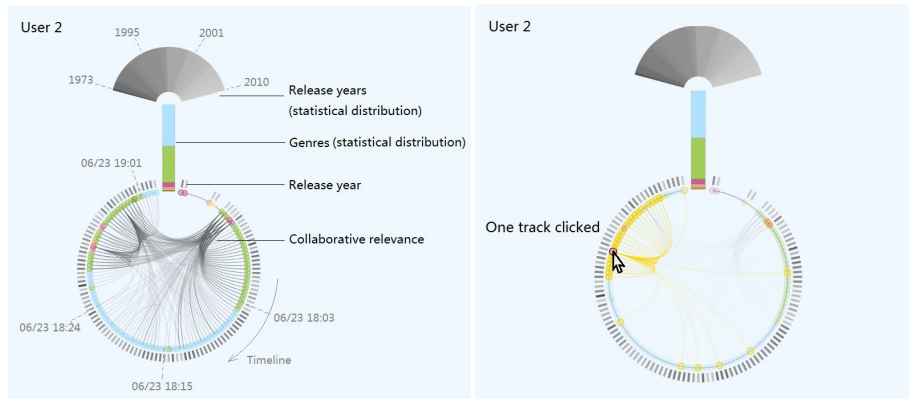 User 2
1995
2001
1973
2010
Release years
(statistical distribution)
Genres (statistical distribution)
06/23 19:01
Release year
Collaborative relevance
06/23 18:24
06/23 18:03
Timeline
06/23 18:15
User 2
One track clicked